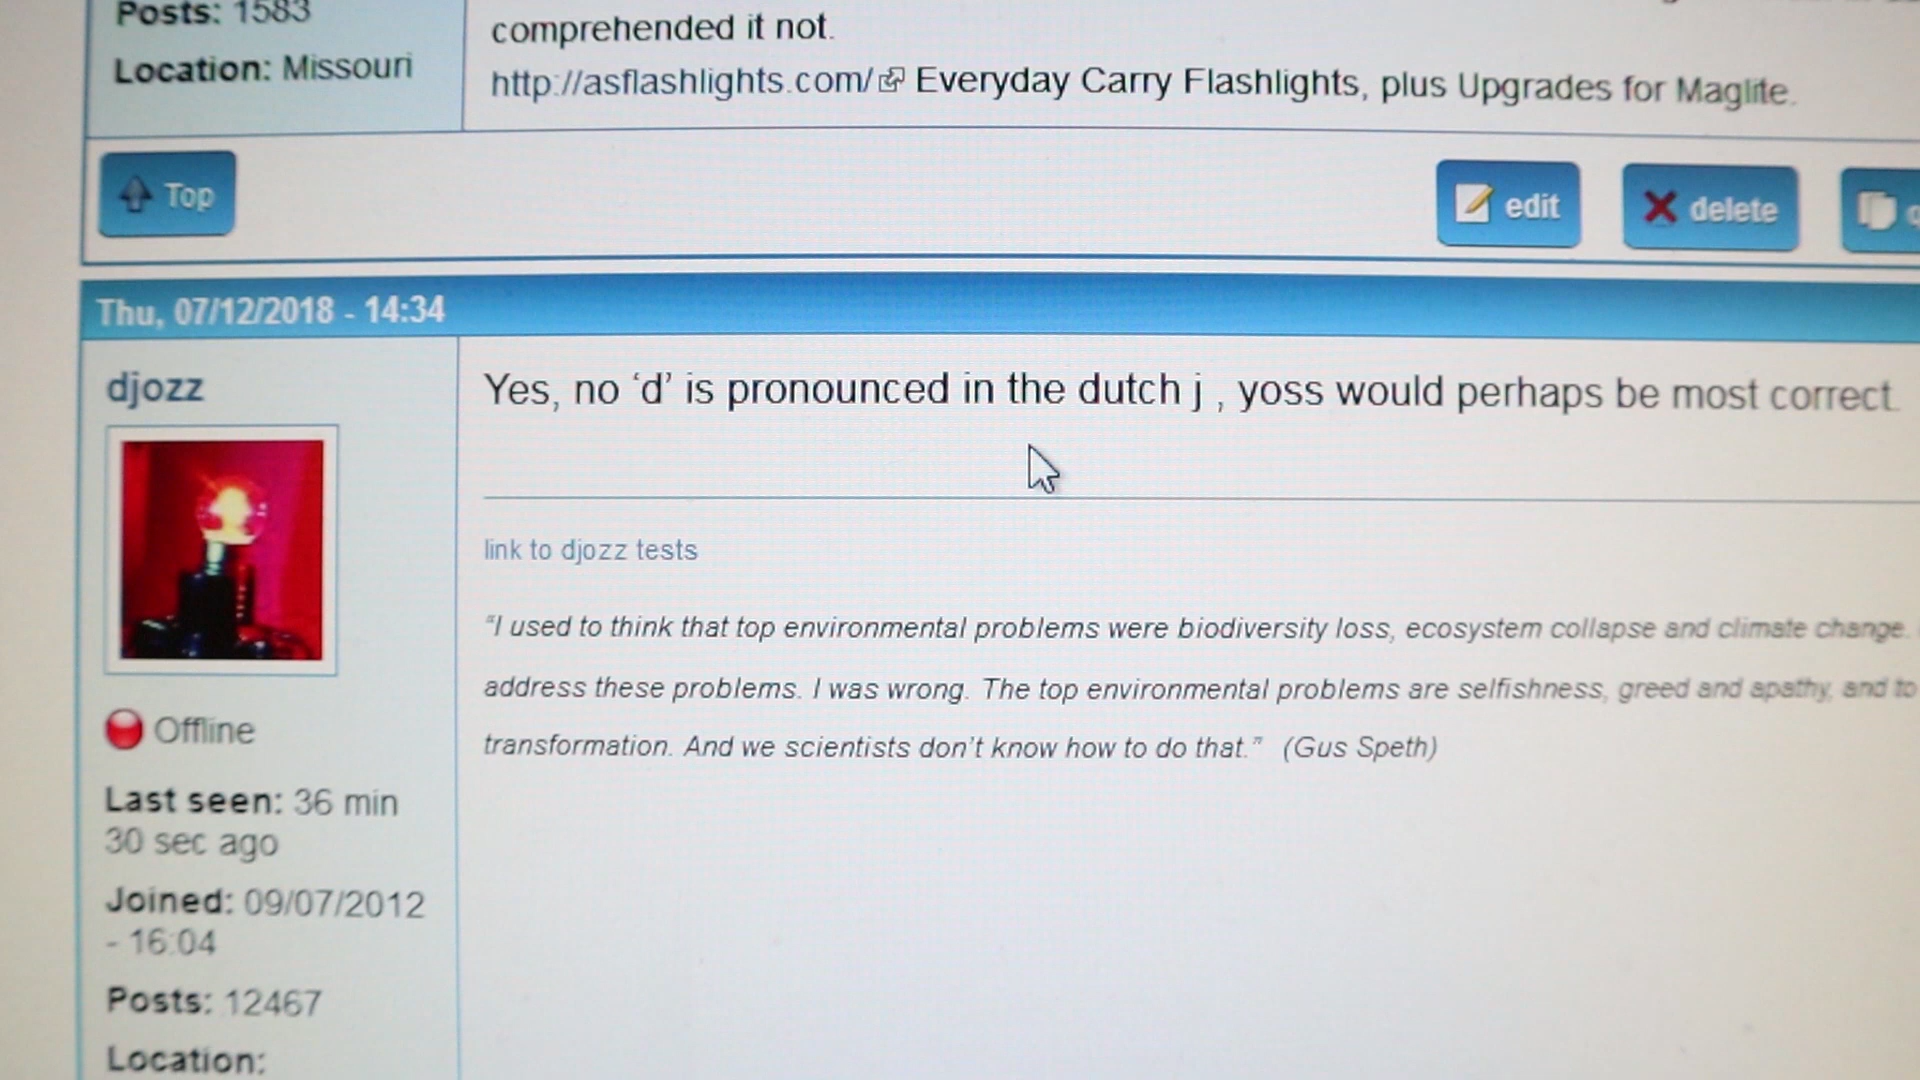 Posts: 1583
Location: Missouri
comprehended it not.
http://asflashlights.com/ Everyday Carry Flashlights, plus Upgrades for Maglite.
Top
edit
delete
Thu, 07/12/2018 - 14:34
djozz
Yes, no ‘d’ is pronounced in the dutch j , yoss would perhaps be most correct.
link to djozz tests
“I used to think that top environmental problems were biodiversity loss, ecosystem collapse and climate change.
address these problems. I was wrong. The top environmental problems are selfishness, greed and apathy, and to
transformation. And we scientists don’t know how to do that.” (Gus Speth)
Offline
Last seen: 36 min
30 sec ago
Joined: 09/07/2012
- 16:04
Posts: 12467
Location: